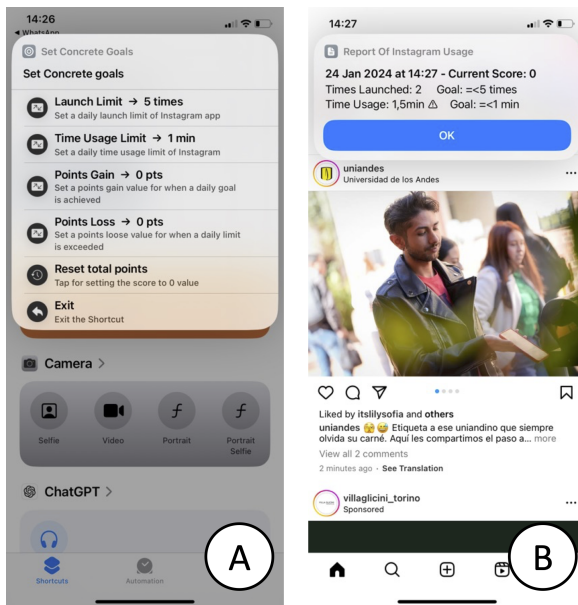 14:26
WhatsApp
Set Concrete Goals
Set Concrete goals
Launch Limit → 5 times
Set a daily launch limit of Instagram app
Time Usage Limit → 1 min
Set a daily time usage limit of Instagram
Points Gain → 0 pts
Set a points gain value for when a daily goal
is achieved
Points Loss → 0 pts
Set a points loose value for when a daily limit
is exceeded
Reset total points
Tap for setting the score to 0 value
Exit
Exit the Shortcut
Camera >
Selfie
Video
Portrait
Portrait
Selfie
ChatGPT >
Shortcuts
Automation
A
14:27
Report Of Instagram Usage
24 Jan 2024 at 14:27 - Current Score: 0
Times Launched: 2 Goal: =<5 times
Time Usage: 1,5min ⚠ Goal: =<1 min
OK
uniandes
Universidad de los Andes
Liked by itslilysofia and others
uniandes 🫣😅 Etiqueta a ese uniandino que siempre
olvida su carné. Aquí les compartimos el paso a... more
View all 2 comments
2 minutes ago · See Translation
villaglicini_torino
Sponsored
B